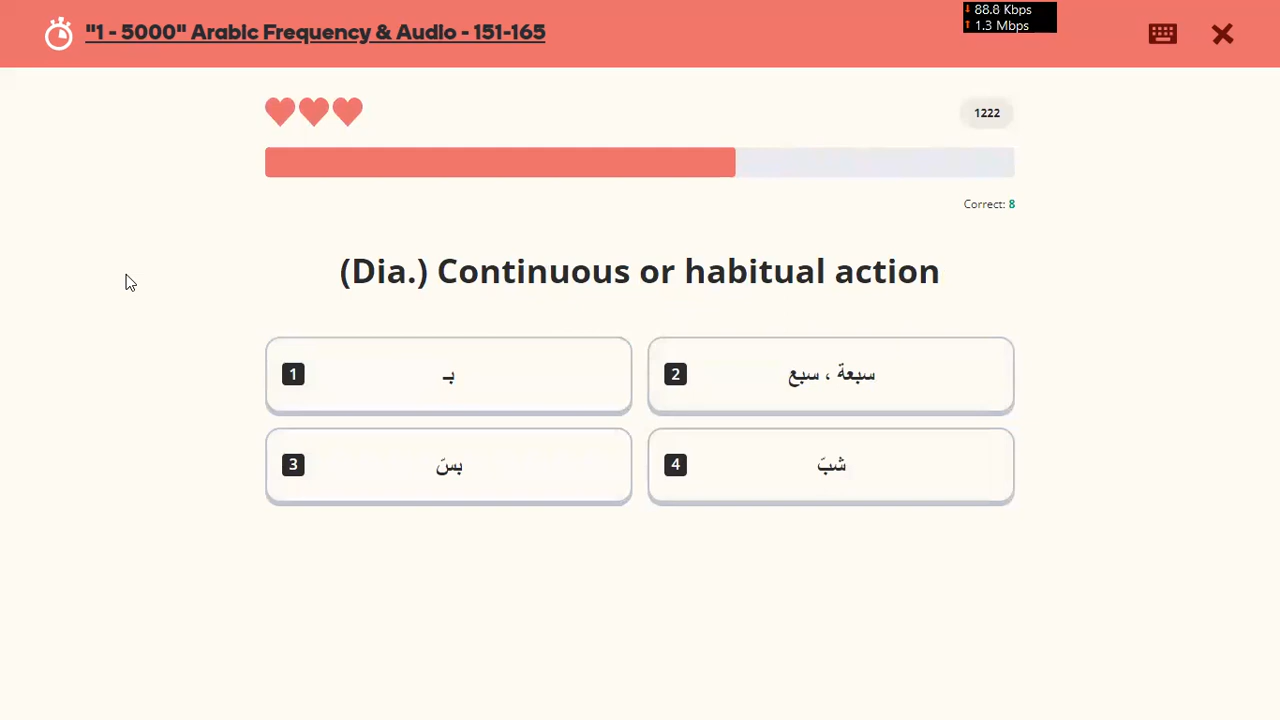 "1 - 5000" Arabic Frequency & Audio - 151-165
88.8 Kbps
1.3 Mbps
1222
Correct: 8
(Dia.) Continuous or habitual action
1 بـ
2 سبعة ، سبع
3 بسّ
4 شبّ